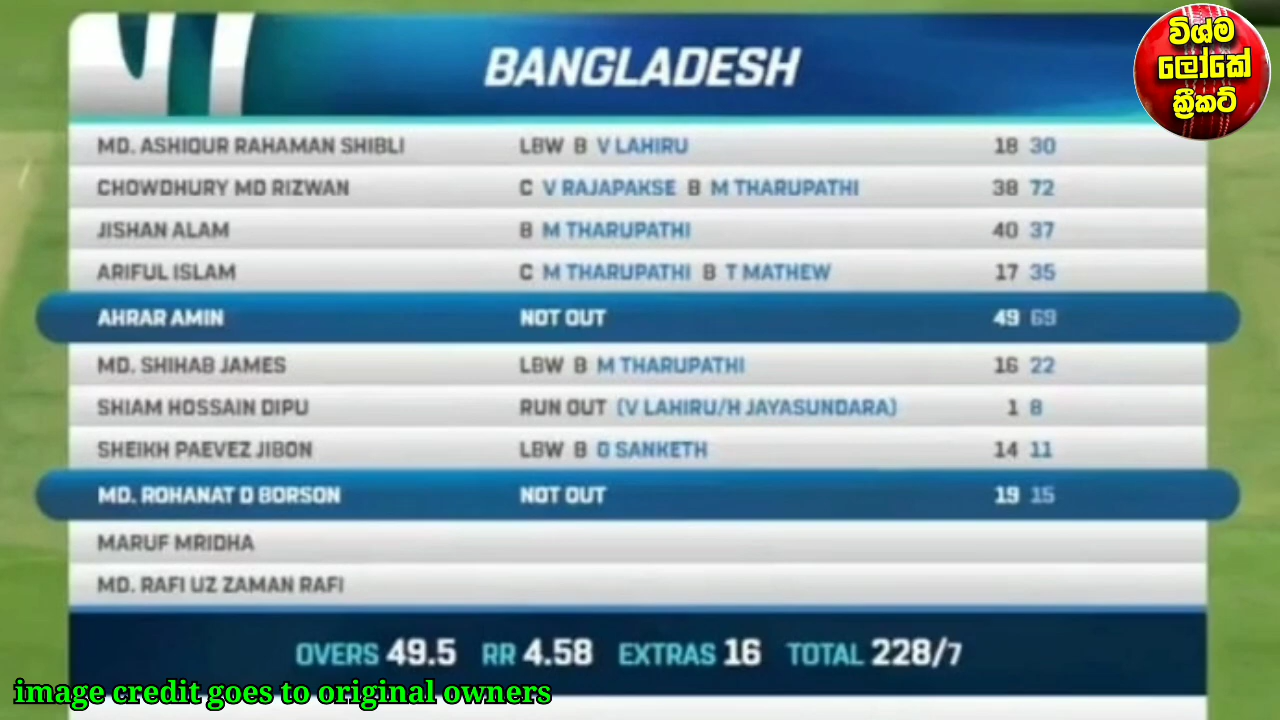 BANGLADESH
විශ්ම
ලෝකේ
ක්‍රිකට්
MD. ASHIQUR RAHAMAN SHIBLI LBW B V LAHIRU 18 30
CHOWDHURY MD RIZWAN C V RAJAPAKSE B M THARUPATHI 38 72
JISHAN ALAM B M THARUPATHI 40 37
ARIFUL ISLAM C M THARUPATHI B T MATHEW 17 35
AHRAR AMIN NOT OUT 49 69
MD. SHIHAB JAMES LBW B M THARUPATHI 16 22
SHIAM HOSSAIN DIPU RUN OUT (V LAHIRU/H JAYASUNDARA) 1 8
SHEIKH PAEVEZ JIBON LBW B G SANKETH 14 11
MD. ROHANAT D BORSON NOT OUT 19 15
MARUF MRIDHA
MD. RAFI UZ ZAMAN RAFI
OVERS 49.5 RR 4.58 EXTRAS 16 TOTAL 228/7
image credit goes to original owners